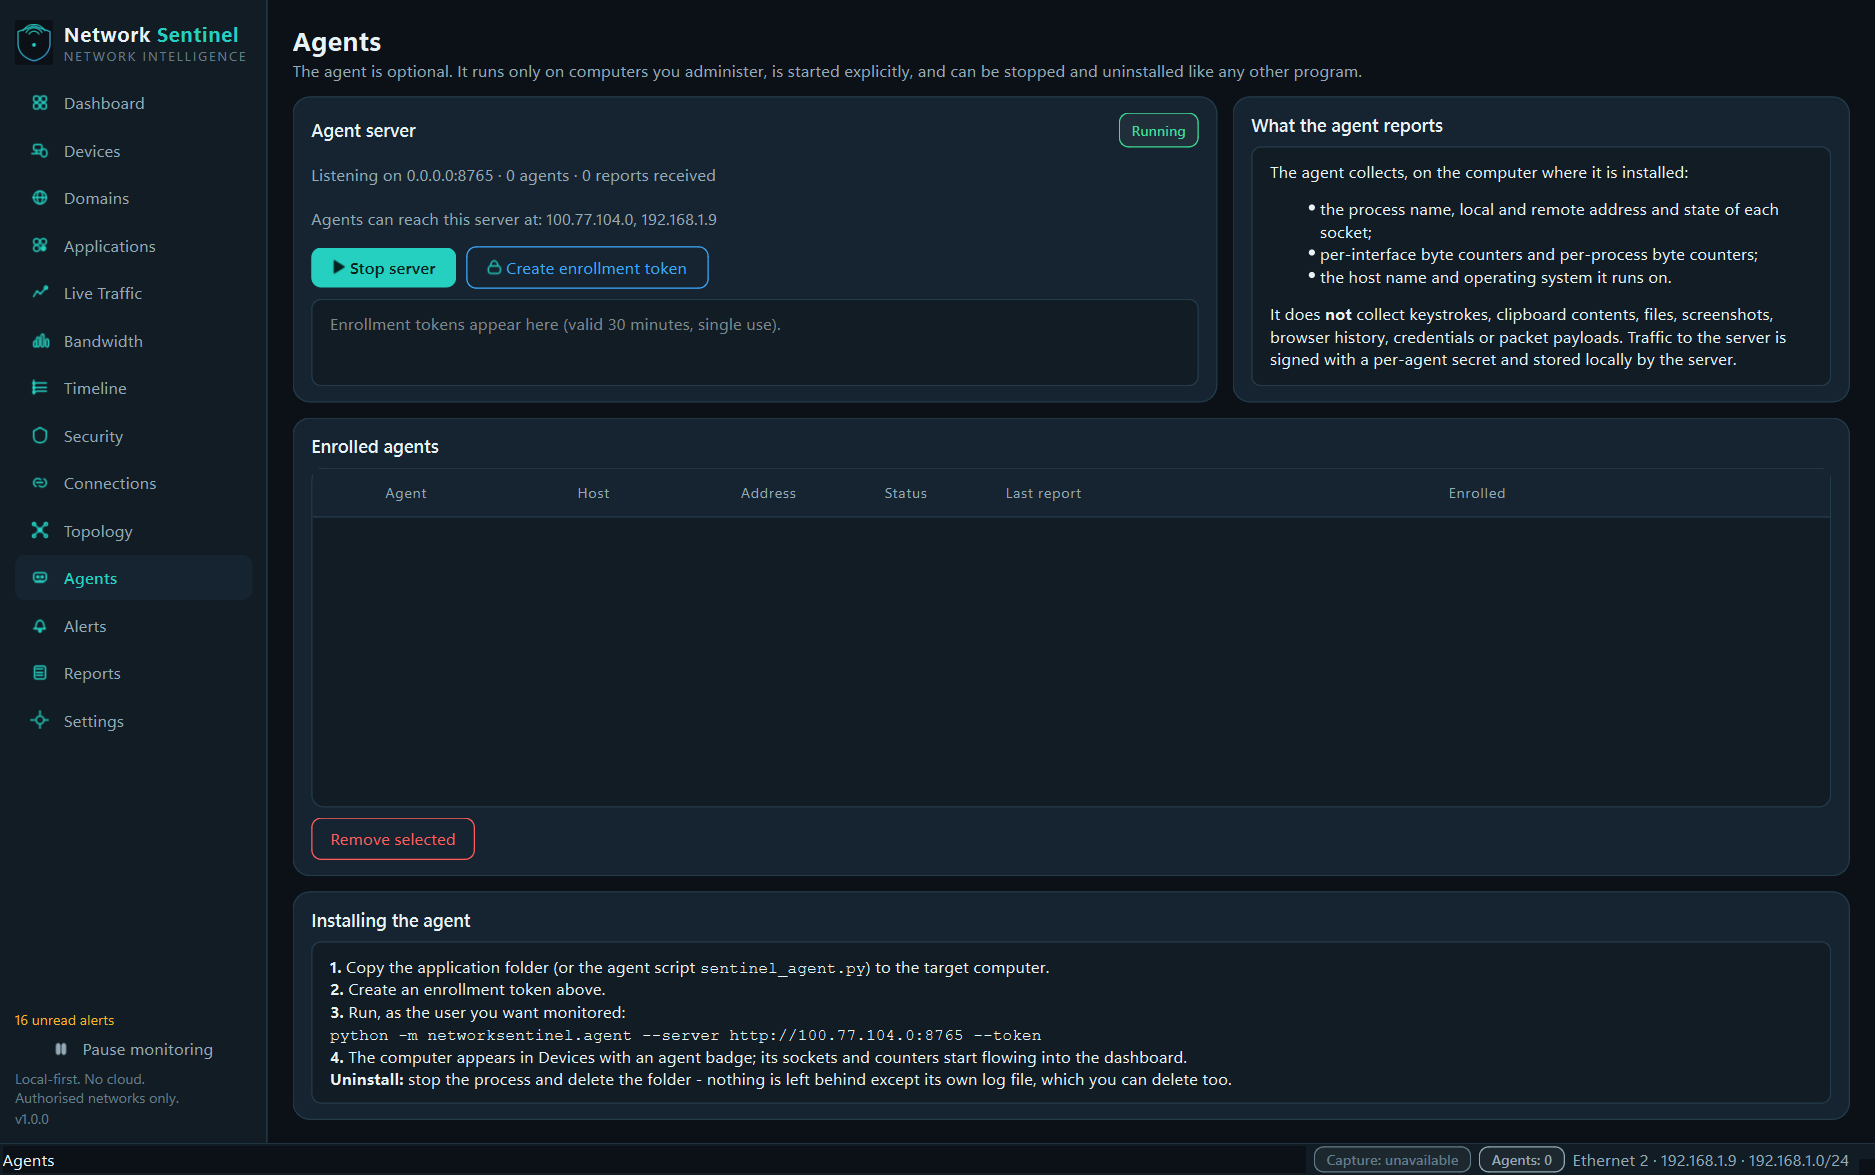 Network Sentinel
NETWORK INTELLIGENCE
Dashboard
Devices
Domains
Applications
Live Traffic
Bandwidth
Timeline
Security
Connections
Topology
Agents
Alerts
Reports
Settings
16 unread alerts
Pause monitoring
Local-first. No cloud.
Authorised networks only.
v1.0.0
Agents
The agent is optional. It runs only on computers you administer, is started explicitly, and can be stopped and uninstalled like any other program.
Agent server
Running
Listening on 0.0.0.0:8765 · 0 agents · 0 reports received
Agents can reach this server at: 100.77.104.0, 192.168.1.9
Stop server
Create enrollment token
Enrollment tokens appear here (valid 30 minutes, single use).
What the agent reports
The agent collects, on the computer where it is installed:
• the process name, local and remote address and state of each
socket;
• per-interface byte counters and per-process byte counters;
• the host name and operating system it runs on.
It does not collect keystrokes, clipboard contents, files, screenshots,
browser history, credentials or packet payloads. Traffic to the server is
signed with a per-agent secret and stored locally by the server.
Enrolled agents
Agent Host Address Status Last report Enrolled
Remove selected
Installing the agent
1. Copy the application folder (or the agent script sentinel_agent.py) to the target computer.
2. Create an enrollment token above.
3. Run, as the user you want monitored:
python -m networksentinel.agent --server http://100.77.104.0:8765 --token
4. The computer appears in Devices with an agent badge; its sockets and counters start flowing into the dashboard.
Uninstall: stop the process and delete the folder - nothing is left behind except its own log file, which you can delete too.
Agents
Capture: unavailable
Agents: 0
Ethernet 2 · 192.168.1.9 · 192.168.1.0/24